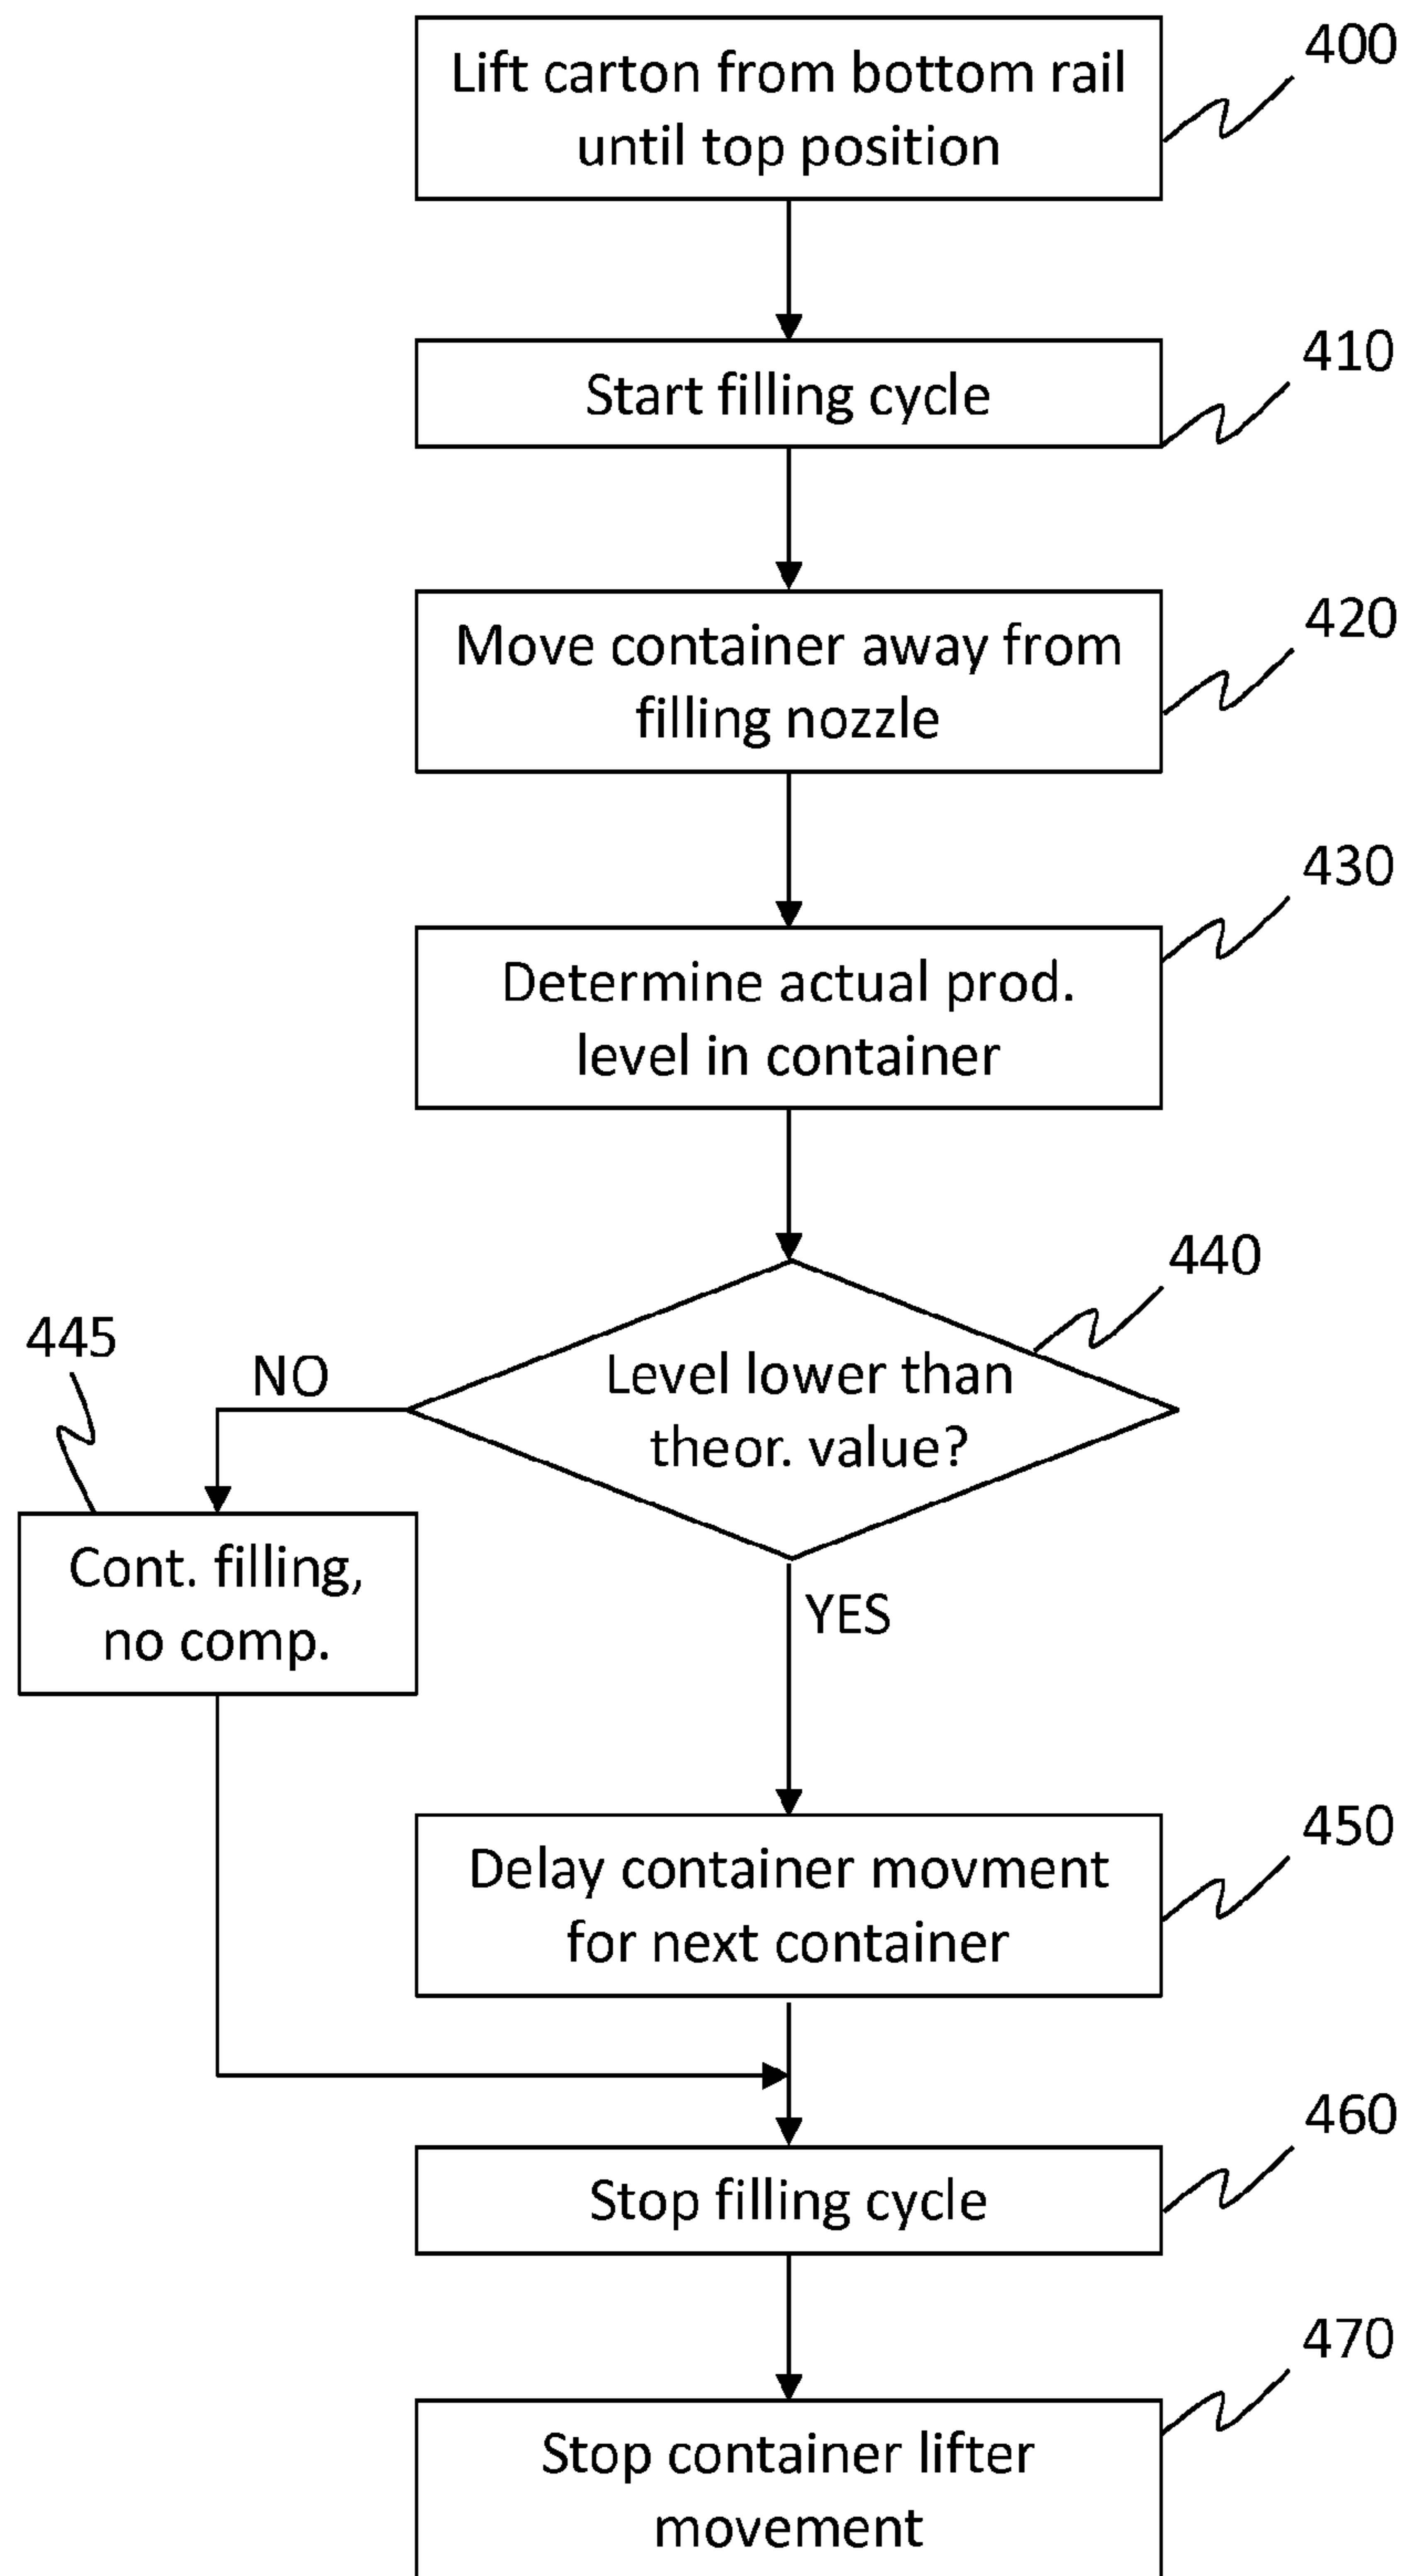 Lift carton from bottom rail
until top position
400
Start filling cycle
410
Move container away from
filling nozzle
420
Determine actual prod.
level in container
430
Level lower than
theor. value?
440
NO
445
Cont. filling,
no comp.
YES
Delay container movment
for next container
450
Stop filling cycle
460
Stop container lifter
movement
470